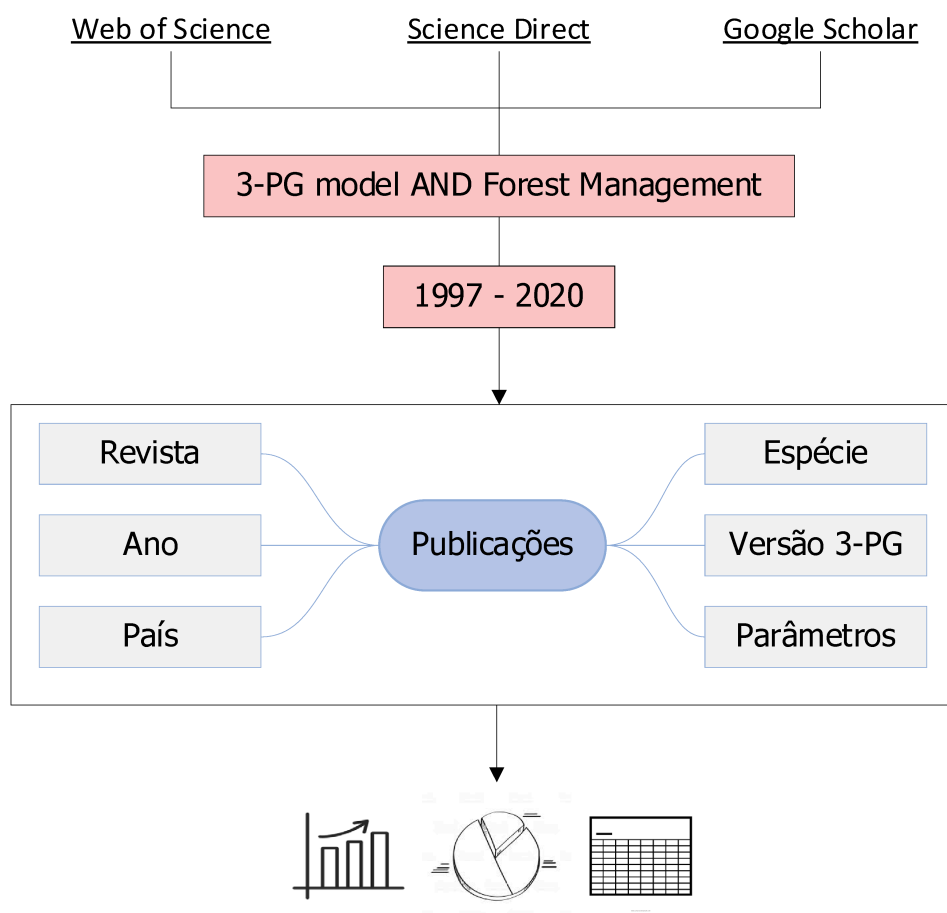 Web of Science
Science Direct
Google Scholar
3-PG model AND Forest Management
1997 - 2020
Revista
Ano
País
Publicações
Espécie
Versão 3-PG
Parâmetros